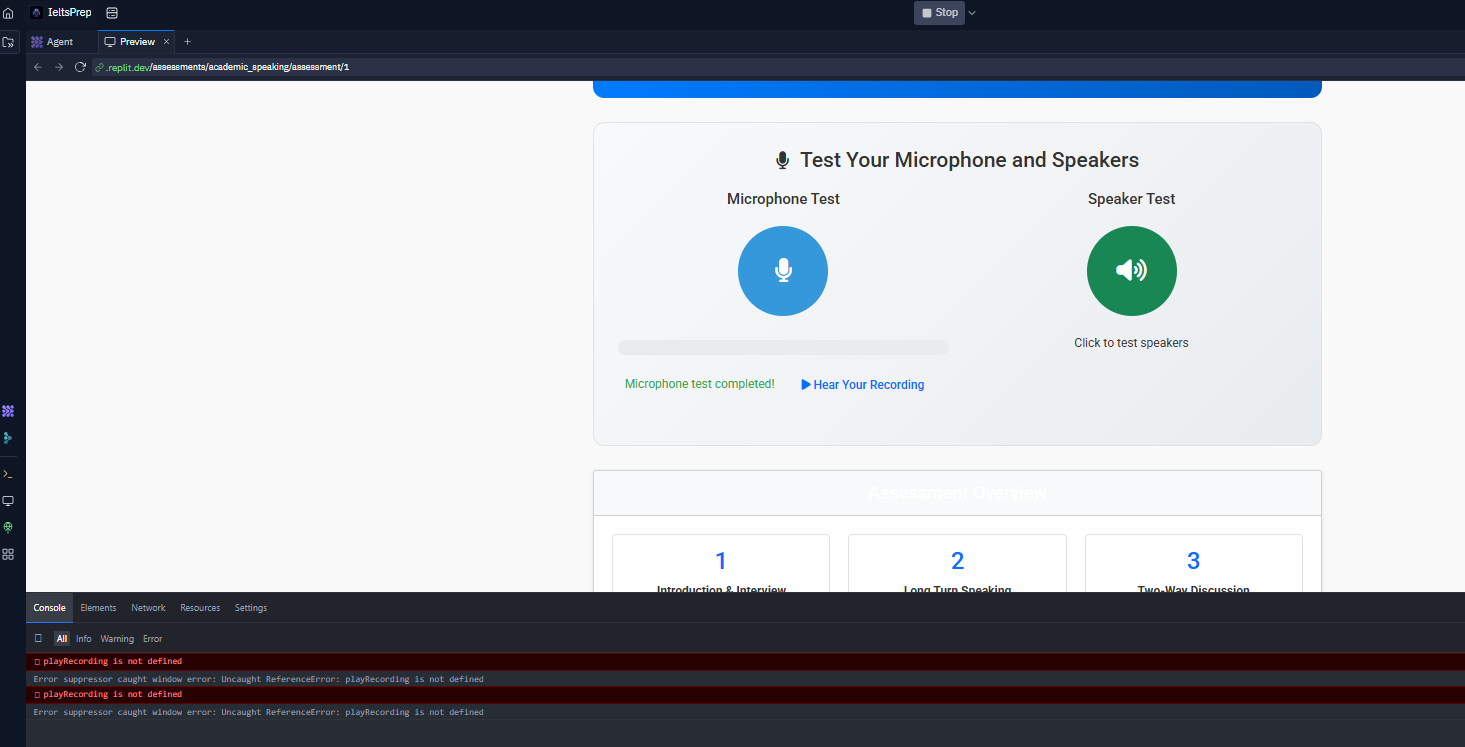 IeltsPrep
Stop
Agent
Preview
.replit.dev/assessments/academic_speaking/assessment/1
Test Your Microphone and Speakers
Microphone Test
Speaker Test
Click to test speakers
Microphone test completed!
Hear Your Recording
Assessment Overview
1
2
3
Introduction & Interview
Long Turn Speaking
Two-Way Discussion
Console Elements Network Resources Settings
All Info Warning Error
playRecording is not defined
Error suppressor caught window error: Uncaught ReferenceError: playRecording is not defined
playRecording is not defined
Error suppressor caught window error: Uncaught ReferenceError: playRecording is not defined